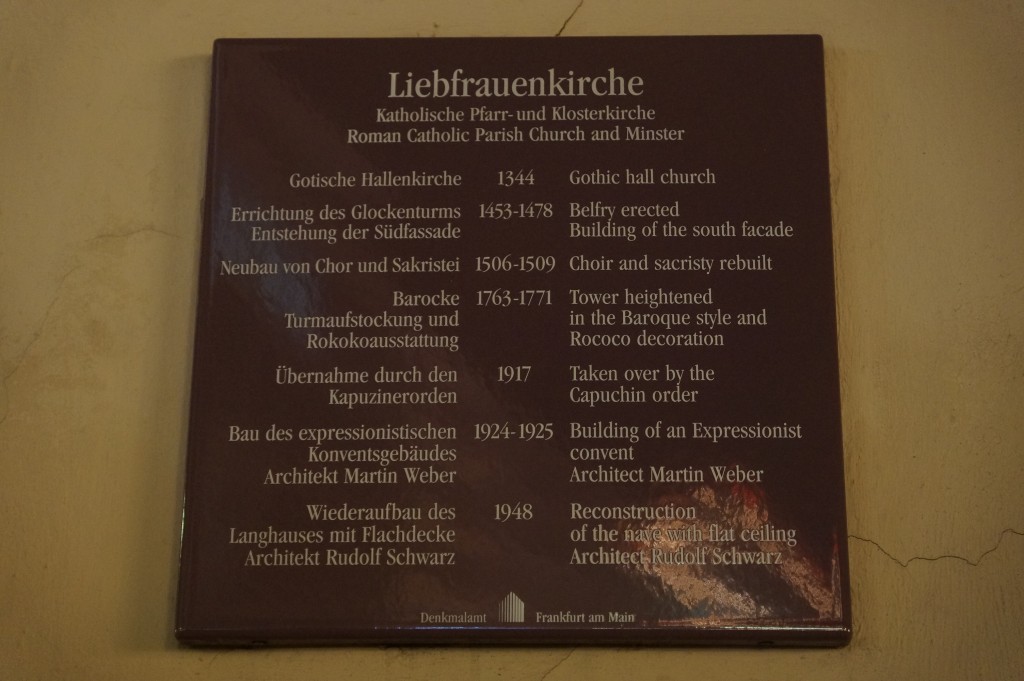 Liebfrauenkirche
Katholische Pfarr- und Klosterkirche
Roman Catholic Parish Church and Minster
Gotische Hallenkirche 1344 Gothic hall church
Errichtung des Glockenturms 1453-1478 Belfry erected
Entstehung der Südfassade Building of the south facade
Neubau von Chor und Sakristei 1506-1509 Choir and sacristy rebuilt
Barocke 1763-1771 Tower heightened
Turmaufstockung und in the Baroque style and
Rokokoausstattung Rococo decoration
Übernahme durch den 1917 Taken over by the
Kapuzinerorden Capuchin order
Bau des expressionistischen 1924-1925 Building of an Expressionist
Konventsgebäudes convent
Architekt Martin Weber Architect Martin Weber
Wiederaufbau des 1948 Reconstruction
Langhauses mit Flachdecke of the nave with flat ceiling
Architekt Rudolf Schwarz Architect Rudolf Schwarz
Denkmalamt Frankfurt am Main